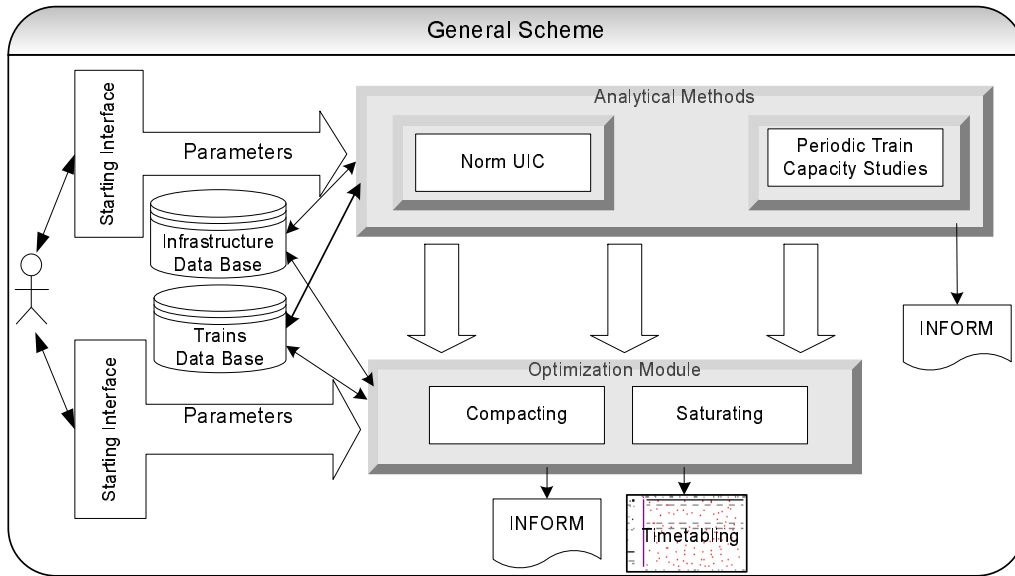 General Scheme
Starting Interface
Parameters
Analytical Methods
Norm UIC
Periodic Train
Capacity Studies
Infrastructure
Data Base
Trains
Data Base
INFORM
Starting Interface
Parameters
Optimization Module
Compacting
Saturating
INFORM
Timetabling